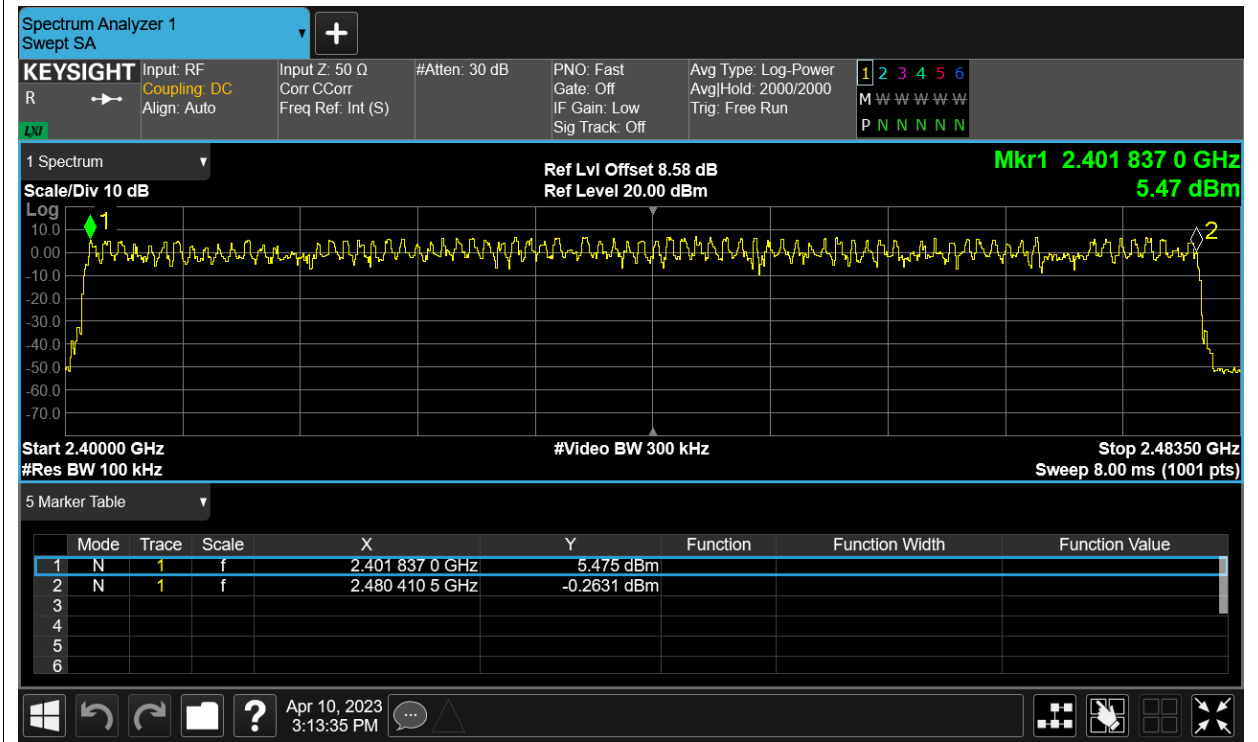 Spectrum Analyzer 1
Swept SA
+
KEYSIGHT
R
LXI
Input: RF
Coupling: DC
Align: Auto
Input Z: 50 Ω
Corr CCorr
Freq Ref: Int (S)
#Atten: 30 dB
PNO: Fast
Gate: Off
IF Gain: Low
Sig Track: Off
Avg Type: Log-Power
Avg|Hold: 2000/2000
Trig: Free Run
1 2 3 4 5 6
M W W W W W
P N N N N N
1 Spectrum
Scale/Div 10 dB
Ref Lvl Offset 8.58 dB
Ref Level 20.00 dBm
Mkr1 2.401 837 0 GHz
5.47 dBm
Log
10.0
0.00
-10.0
-20.0
-30.0
-40.0
-50.0
-60.0
-70.0
1
2
Start 2.40000 GHz
#Res BW 100 kHz
#Video BW 300 kHz
Stop 2.48350 GHz
Sweep 8.00 ms (1001 pts)
5 Marker Table
Mode Trace Scale X Y Function Function Width Function Value
1 N 1 f 2.401 837 0 GHz 5.475 dBm
2 N 1 f 2.480 410 5 GHz -0.2631 dBm
3
4
5
6
?
Apr 10, 2023
3:13:35 PM